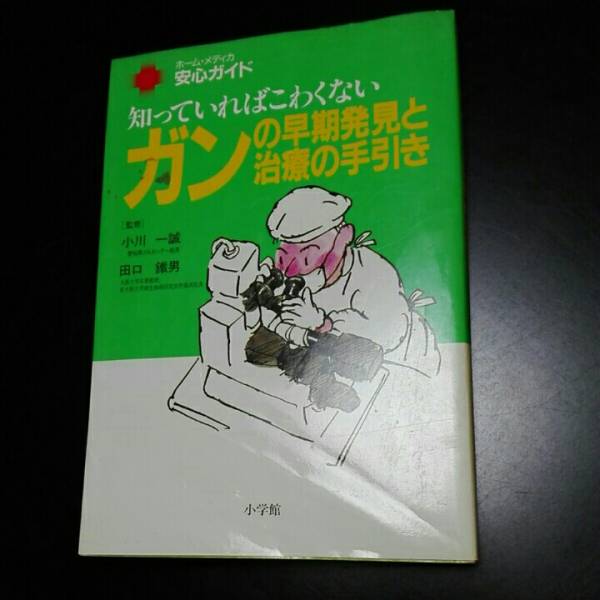 ホーム・メディカ
安心ガイド
知っていればこわくない
ガンの早期発見と
治療の手引き
[監修]
小川 一誠
田口 鐵男
小学館